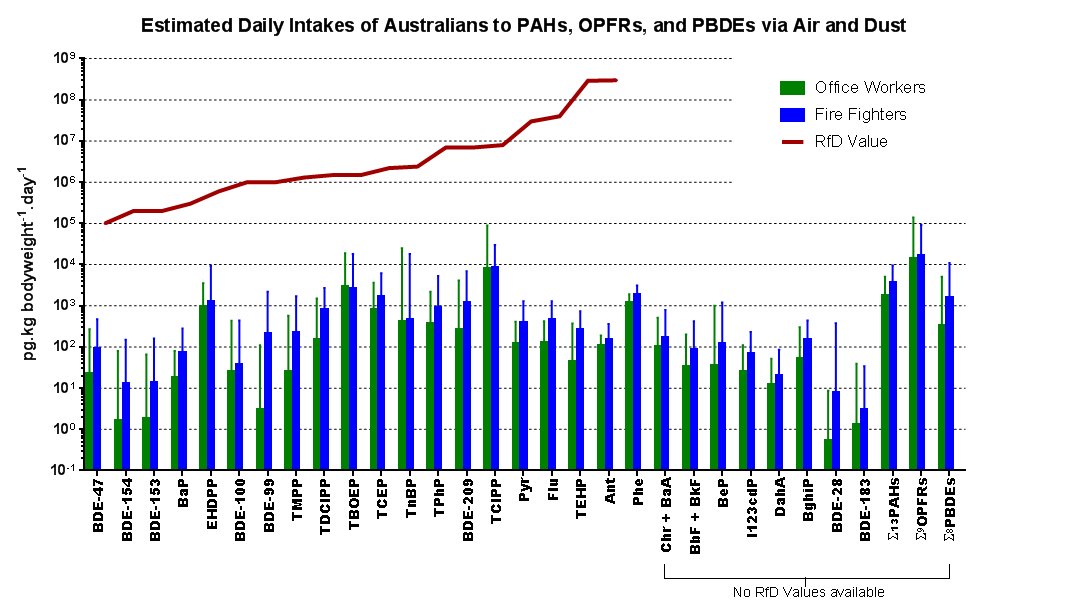 Estimated Daily Intakes of Australians to PAHs, OPFRs, and PBDEs via Air and Dust
pg.kg bodyweight⁻¹.day⁻¹
10⁹
10⁸
10⁷
10⁶
10⁵
10⁴
10³
10²
10¹
10⁰
10⁻¹
Office Workers
Fire Fighters
RfD Value
BDE-47
BDE-154
BDE-153
BaP
EHDPP
BDE-100
BDE-99
TMPP
TDCIPP
TBOEP
TCEP
TnBP
TPhP
BDE-209
TCIPP
Pyr
Flu
TEHP
Ant
Phe
Chr + BaA
BbF + BkF
BeP
I123cdP
DahA
BghiP
BDE-28
BDE-183
Σ13PAHs
Σ9OPFRs
Σ8PBDEs
No RfD Values available